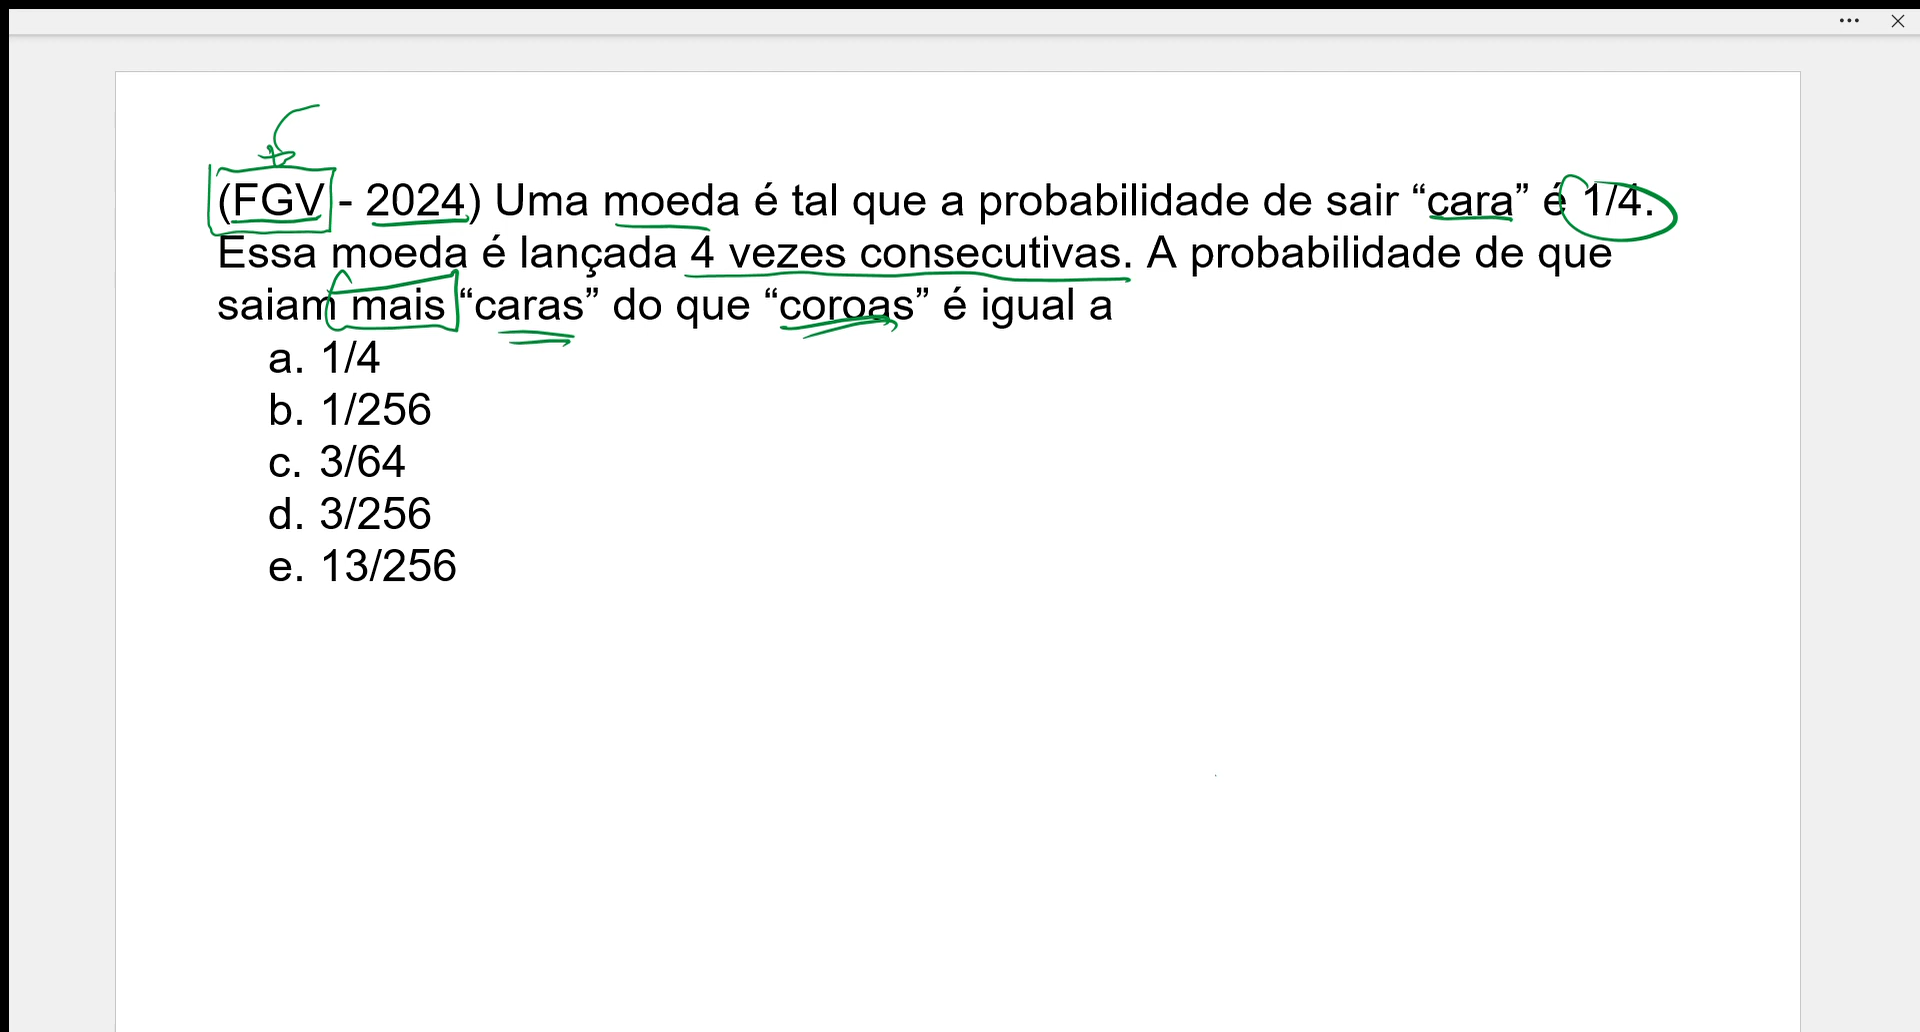 (FGV - 2024) Uma moeda é tal que a probabilidade de sair “cara” é 1/4.
Essa moeda é lançada 4 vezes consecutivas. A probabilidade de que
saiam mais “caras” do que “coroas” é igual a
a. 1/4
b. 1/256
c. 3/64
d. 3/256
e. 13/256